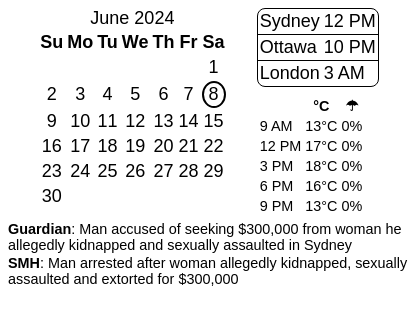 June 2024
Su Mo Tu We Th Fr Sa
1
2 3 4 5 6 7 8
9 10 11 12 13 14 15
16 17 18 19 20 21 22
23 24 25 26 27 28 29
30
Sydney 12 PM
Ottawa 10 PM
London 3 AM
°C ☂
9 AM 13°C 0%
12 PM 17°C 0%
3 PM 18°C 0%
6 PM 16°C 0%
9 PM 13°C 0%
Guardian: Man accused of seeking $300,000 from woman he
allegedly kidnapped and sexually assaulted in Sydney
SMH: Man arrested after woman allegedly kidnapped, sexually
assaulted and extorted for $300,000